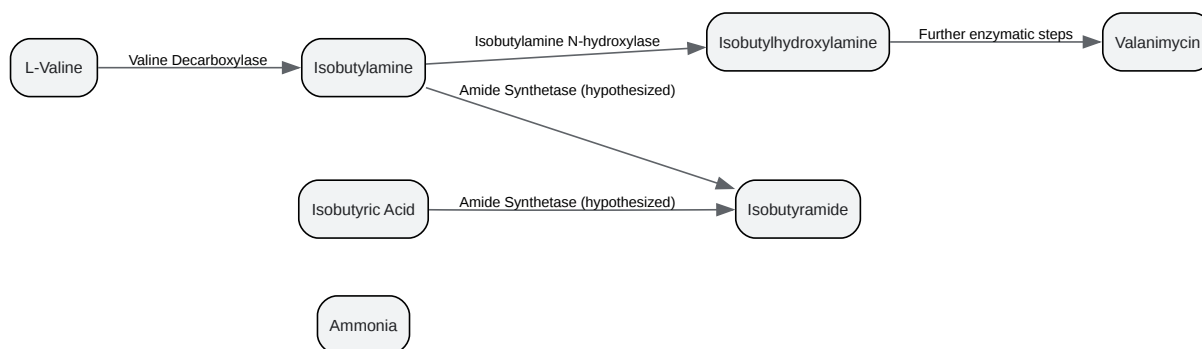 L-Valine
Valine Decarboxylase
Isobutylamine
Isobutylamine N-hydroxylase
Isobutylhydroxylamine
Further enzymatic steps
Valanimycin
Amide Synthetase (hypothesized)
Isobutyric Acid
Amide Synthetase (hypothesized)
Isobutyramide
Ammonia